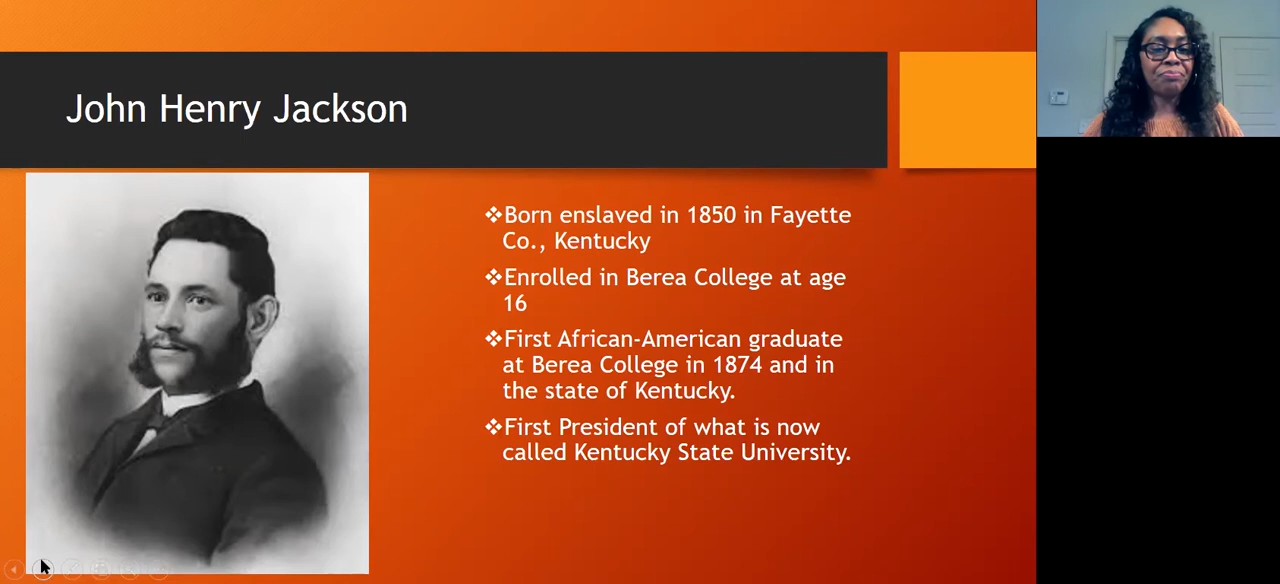 John Henry Jackson
❖Born enslaved in 1850 in Fayette
Co., Kentucky
❖Enrolled in Berea College at age
16
❖First African-American graduate
at Berea College in 1874 and in
the state of Kentucky.
❖First President of what is now
called Kentucky State University.